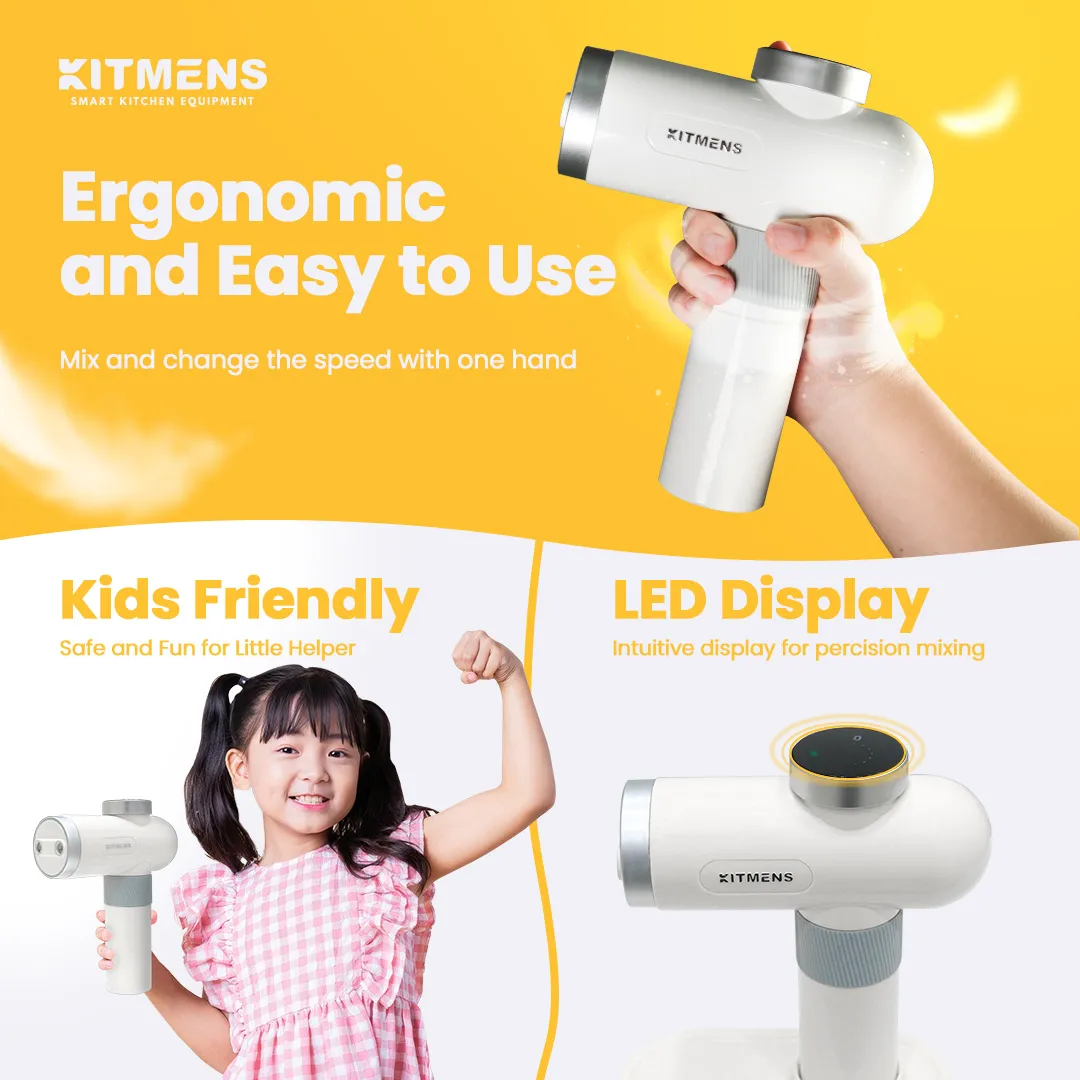 KITMENS
SMART KITCHEN EQUIPMENT
KITMENS
Ergonomic
and Easy to Use
Mix and change the speed with one hand
Kids Friendly
Safe and Fun for Little Helper
LED Display
Intuitive display for percision mixing
0
KITMENS
KITMENS